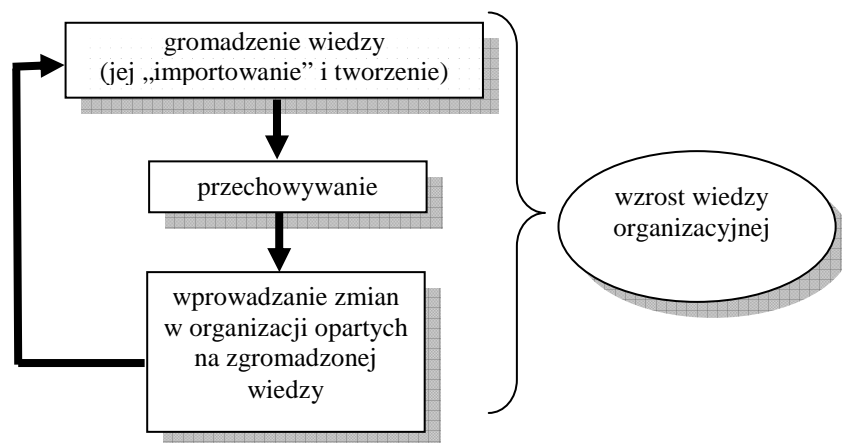 gromadzenie wiedzy
(jej „importowanie” i tworzenie)
przechowywanie
wprowadzanie zmian
w organizacji opartych
na zgromadzonej
wiedzy
wzrost wiedzy
organizacyjnej